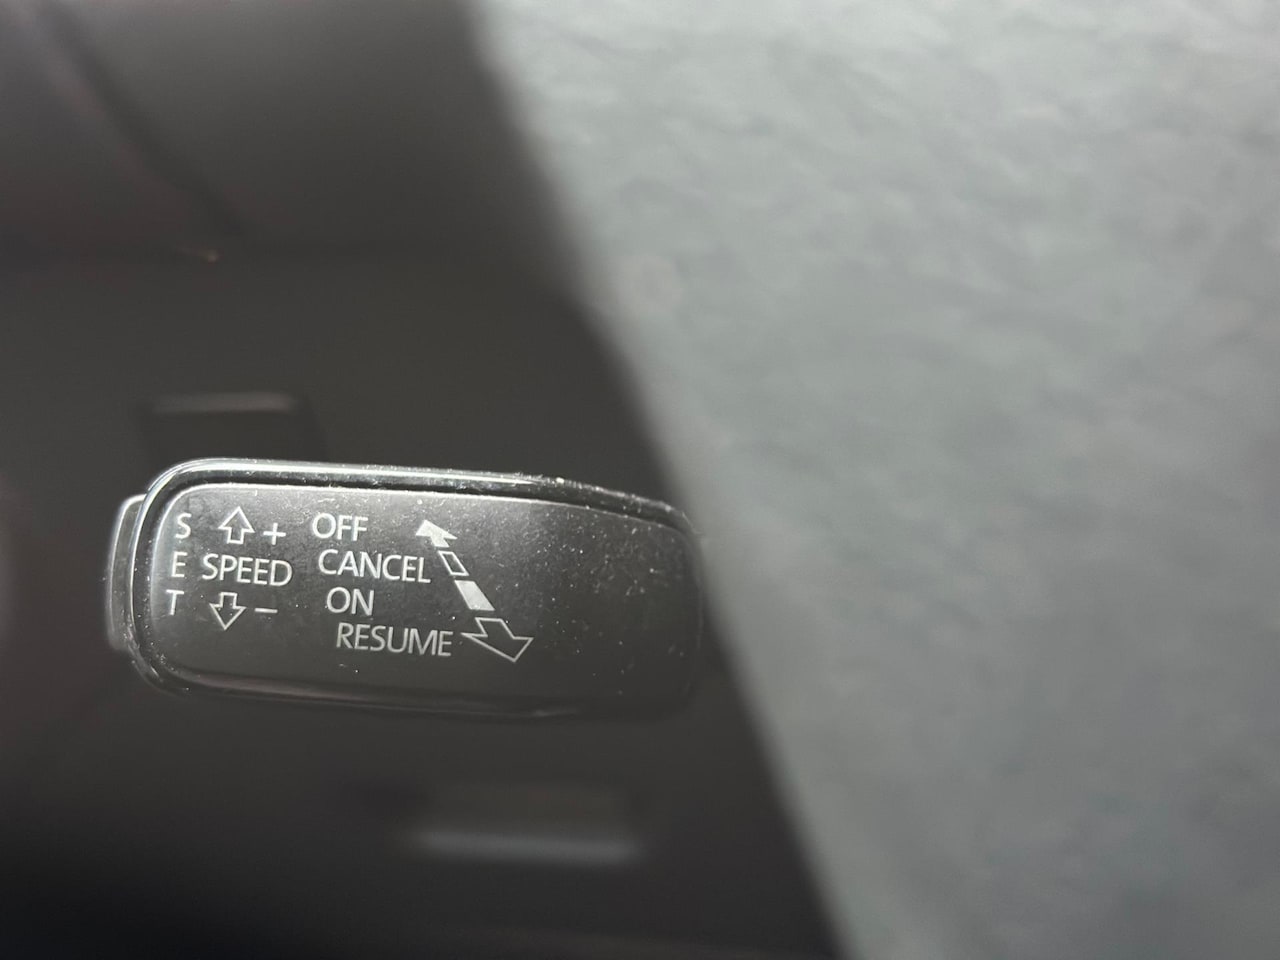 S + OFF
E SPEED CANCEL
T - ON
RESUME